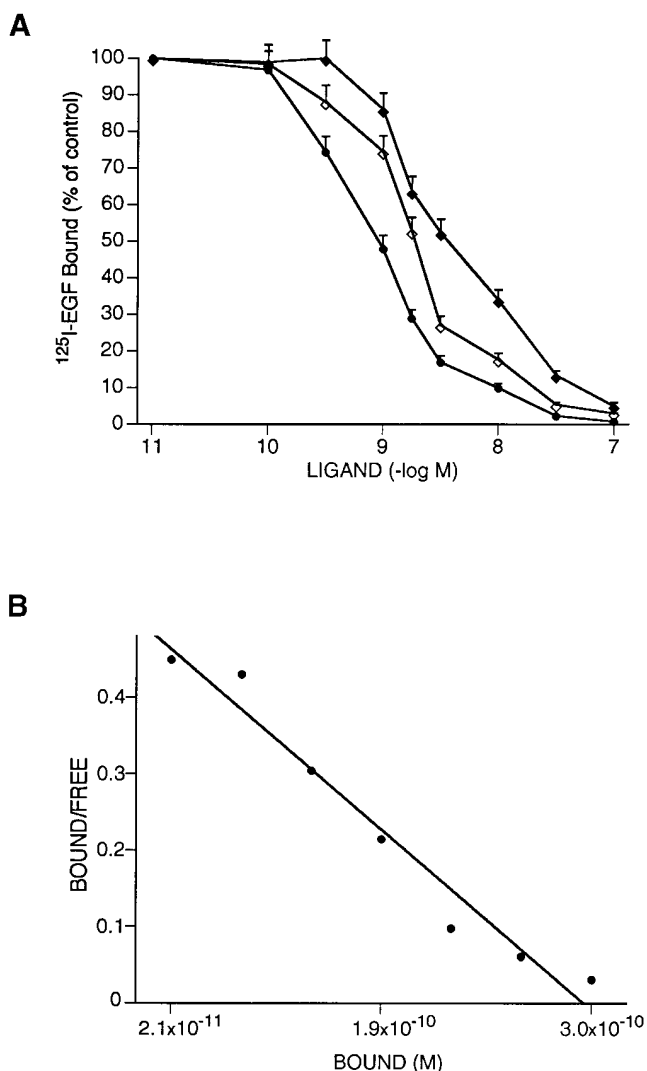 A
100
90
80
70
60
50
40
30
20
10
0
¹²⁵I-EGF Bound (% of control)
11 10 9 8 7
LIGAND (-log M)
B
0.4
0.3
0.2
0.1
0
BOUND/FREE
2.1x10⁻¹¹ 1.9x10⁻¹⁰ 3.0x10⁻¹⁰
BOUND (M)